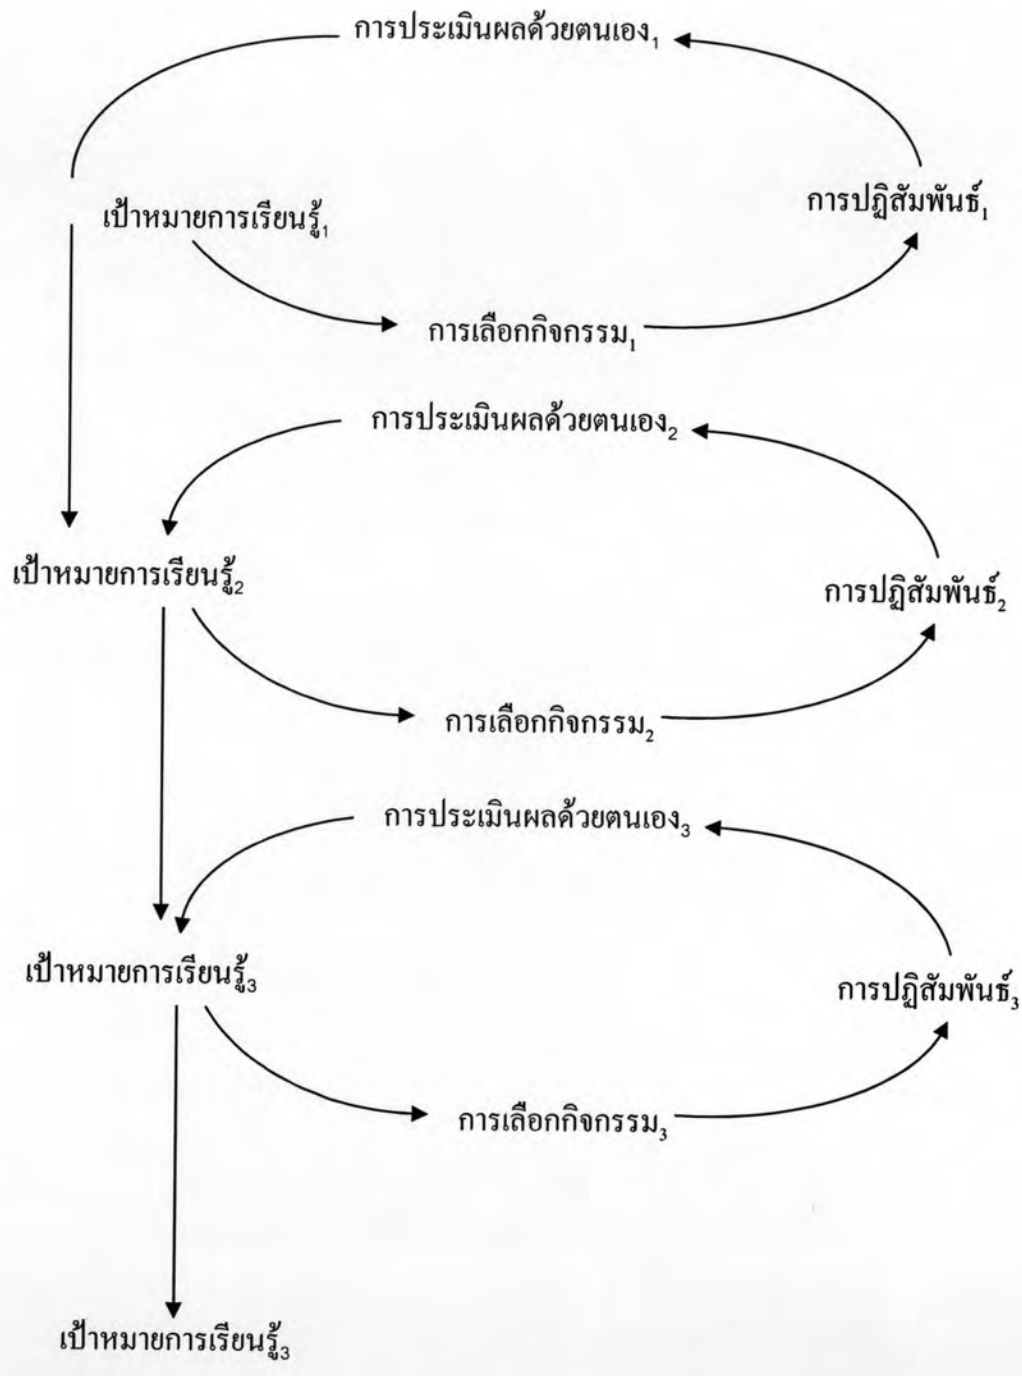 การประเมินผลด้วยตนเอง₁
การปฏิสัมพันธ์₁
เป้าหมายการเรียนรู้₁
การเลือกกิจกรรม₁
การประเมินผลด้วยตนเอง₂
เป้าหมายการเรียนรู้₂
การปฏิสัมพันธ์₂
การเลือกกิจกรรม₂
การประเมินผลด้วยตนเอง₃
เป้าหมายการเรียนรู้₃
การปฏิสัมพันธ์₃
การเลือกกิจกรรม₃
เป้าหมายการเรียนรู้₃